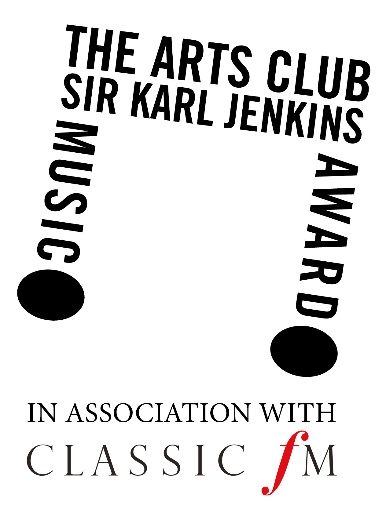 THE ARTS CLUB
SIR KARL JENKINS
MUSIC
AWARD
IN ASSOCIATION WITH
CLASSIC fM